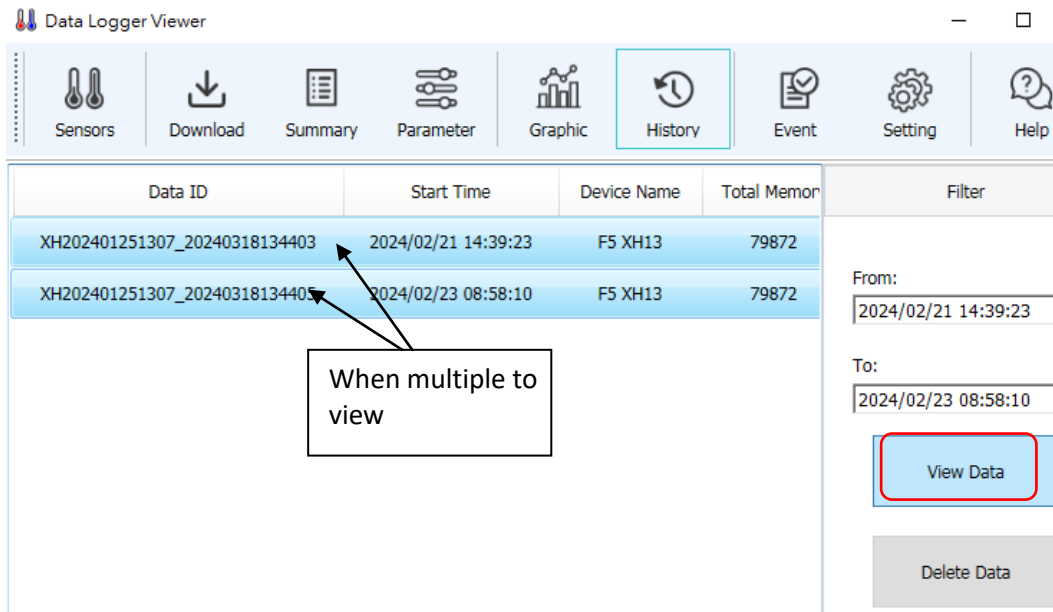 Data Logger Viewer
Sensors Download Summary Parameter Graphic History Event Setting Help
Data ID Start Time Device Name Total Memor Filter
XH202401251307_20240318134403 2024/02/21 14:39:23 F5 XH13 79872
XH202401251307_20240318134405 2024/02/23 08:58:10 F5 XH13 79872
From:
2024/02/21 14:39:23
To:
2024/02/23 08:58:10
When multiple to
view
View Data
Delete Data